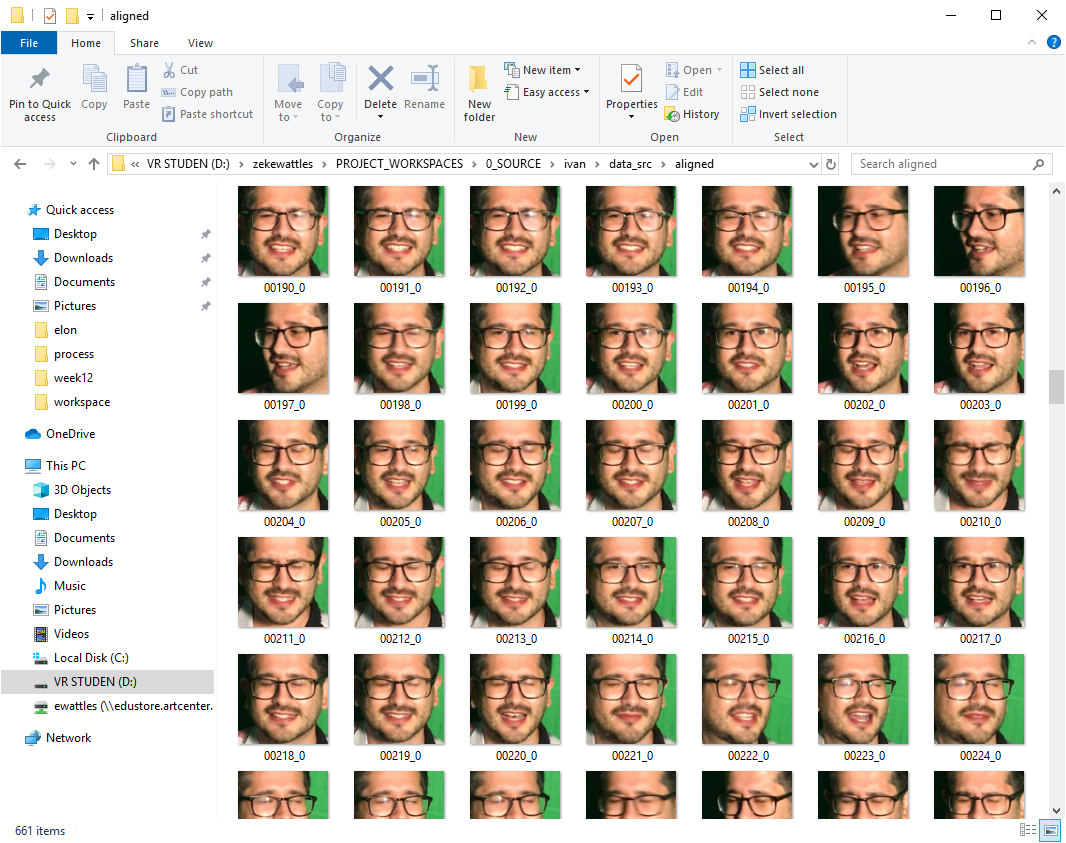 aligned
File Home Share View
Pin to Quick access
Copy
Paste
Cut
Copy path
Paste shortcut
Clipboard
Move to
Copy to
Delete
Rename
Organize
New folder
New item
Easy access
New
Properties
Open
Edit
History
Open
Select all
Select none
Invert selection
Select
« VR STUDEN (D:) › zekewattles › PROJECT_WORKSPACES › 0_SOURCE › ivan › data_src › aligned
Search aligned
Quick access
Desktop
Downloads
Documents
Pictures
elon
process
week12
workspace
OneDrive
This PC
3D Objects
Desktop
Documents
Downloads
Music
Pictures
Videos
Local Disk (C:)
VR STUDEN (D:)
ewattles (\\edustore.artcenter.
Network
00190_0 00191_0 00192_0 00193_0 00194_0 00195_0 00196_0
00197_0 00198_0 00199_0 00200_0 00201_0 00202_0 00203_0
00204_0 00205_0 00206_0 00207_0 00208_0 00209_0 00210_0
00211_0 00212_0 00213_0 00214_0 00215_0 00216_0 00217_0
00218_0 00219_0 00220_0 00221_0 00222_0 00223_0 00224_0
661 items